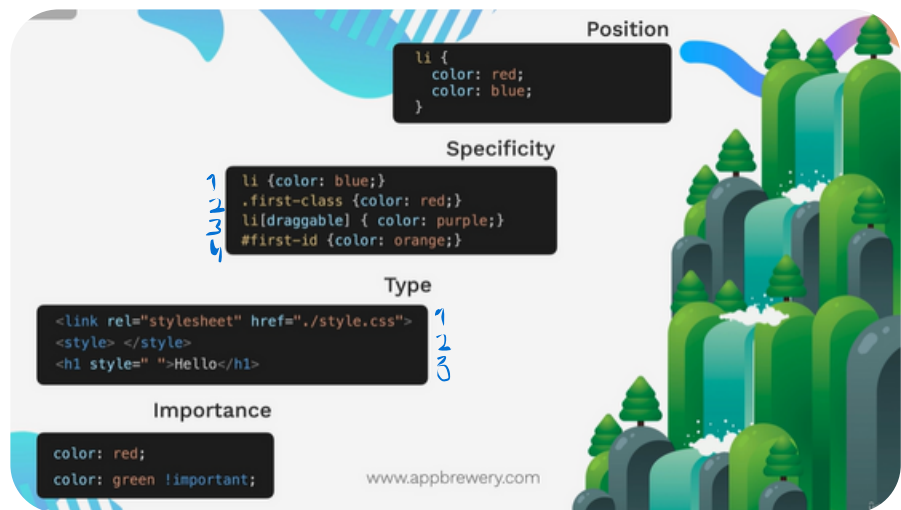 Position
li {
color: red;
color: blue;
}
Specificity
1 li {color: blue;}
2 .first-class {color: red;}
3 li[draggable] { color: purple;}
4 #first-id {color: orange;}
Type
<link rel="stylesheet" href="./style.css"> 1
<style> </style> 2
<h1 style=" ">Hello</h1> 3
Importance
color: red;
color: green !important;
www.appbrewery.com